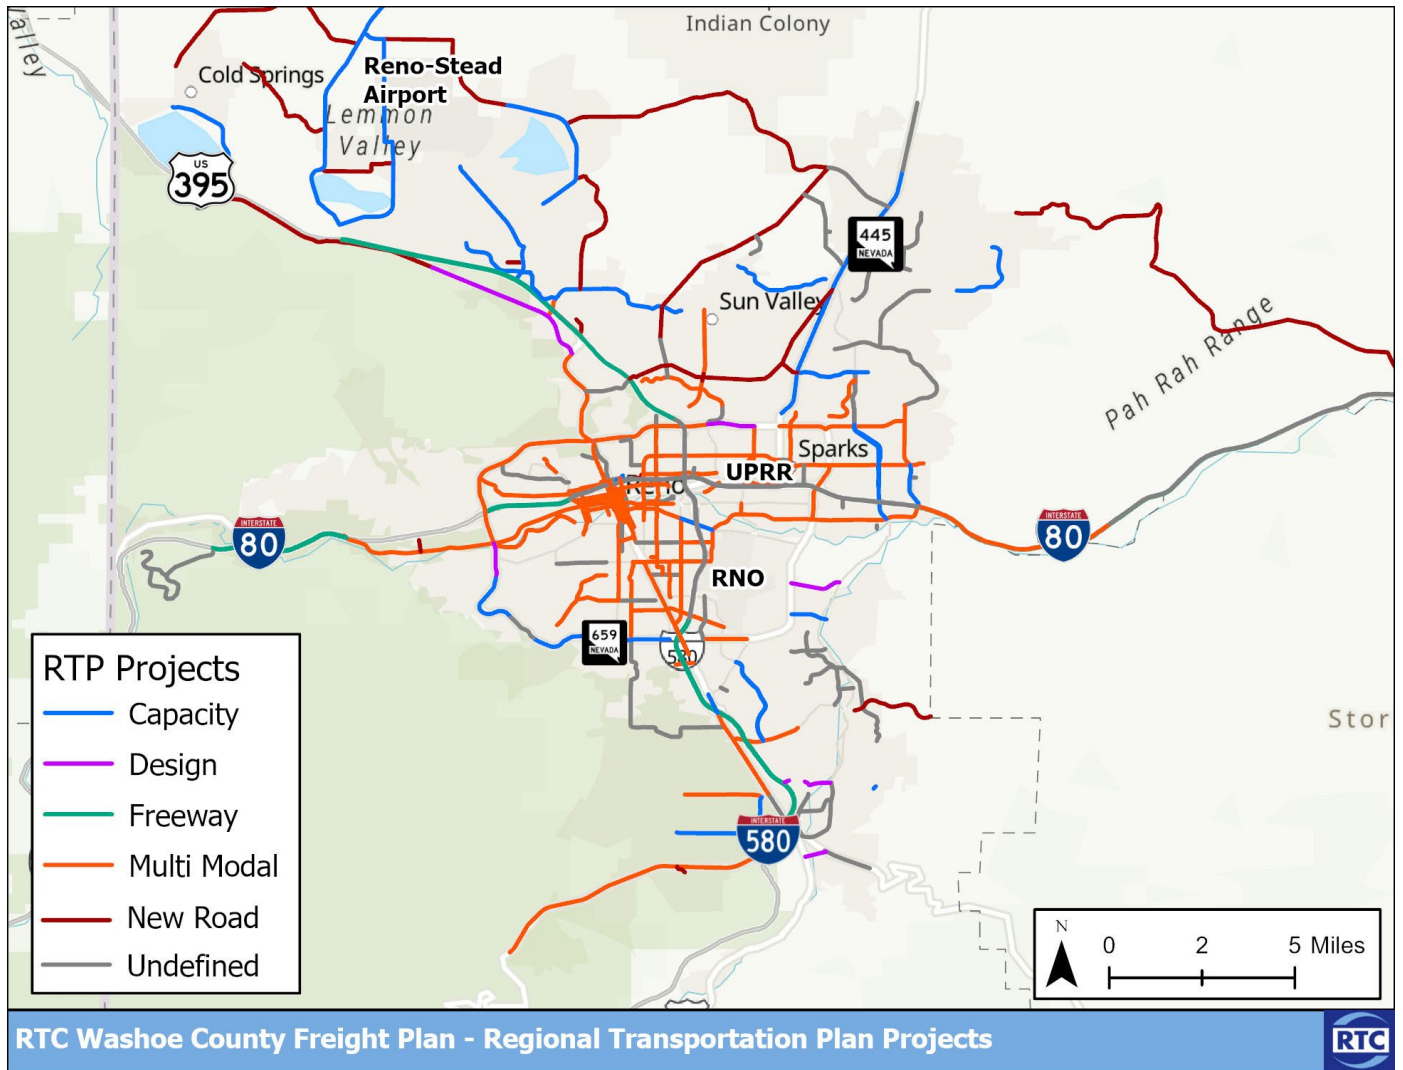 Indian Colony
Valley
Cold Springs
Reno-Stead
Airport
Lemmon
Valley
US
395
445
NEVADA
Sun Valley
Pah Rah Range
Sparks
UPRR
Reno
INTERSTATE
80
INTERSTATE
80
RNO
659
NEVADA
580
Stor
INTERSTATE
580
RTP Projects
Capacity
Design
Freeway
Multi Modal
New Road
Undefined
N
0 2 5 Miles
RTC Washoe County Freight Plan - Regional Transportation Plan Projects
RTC